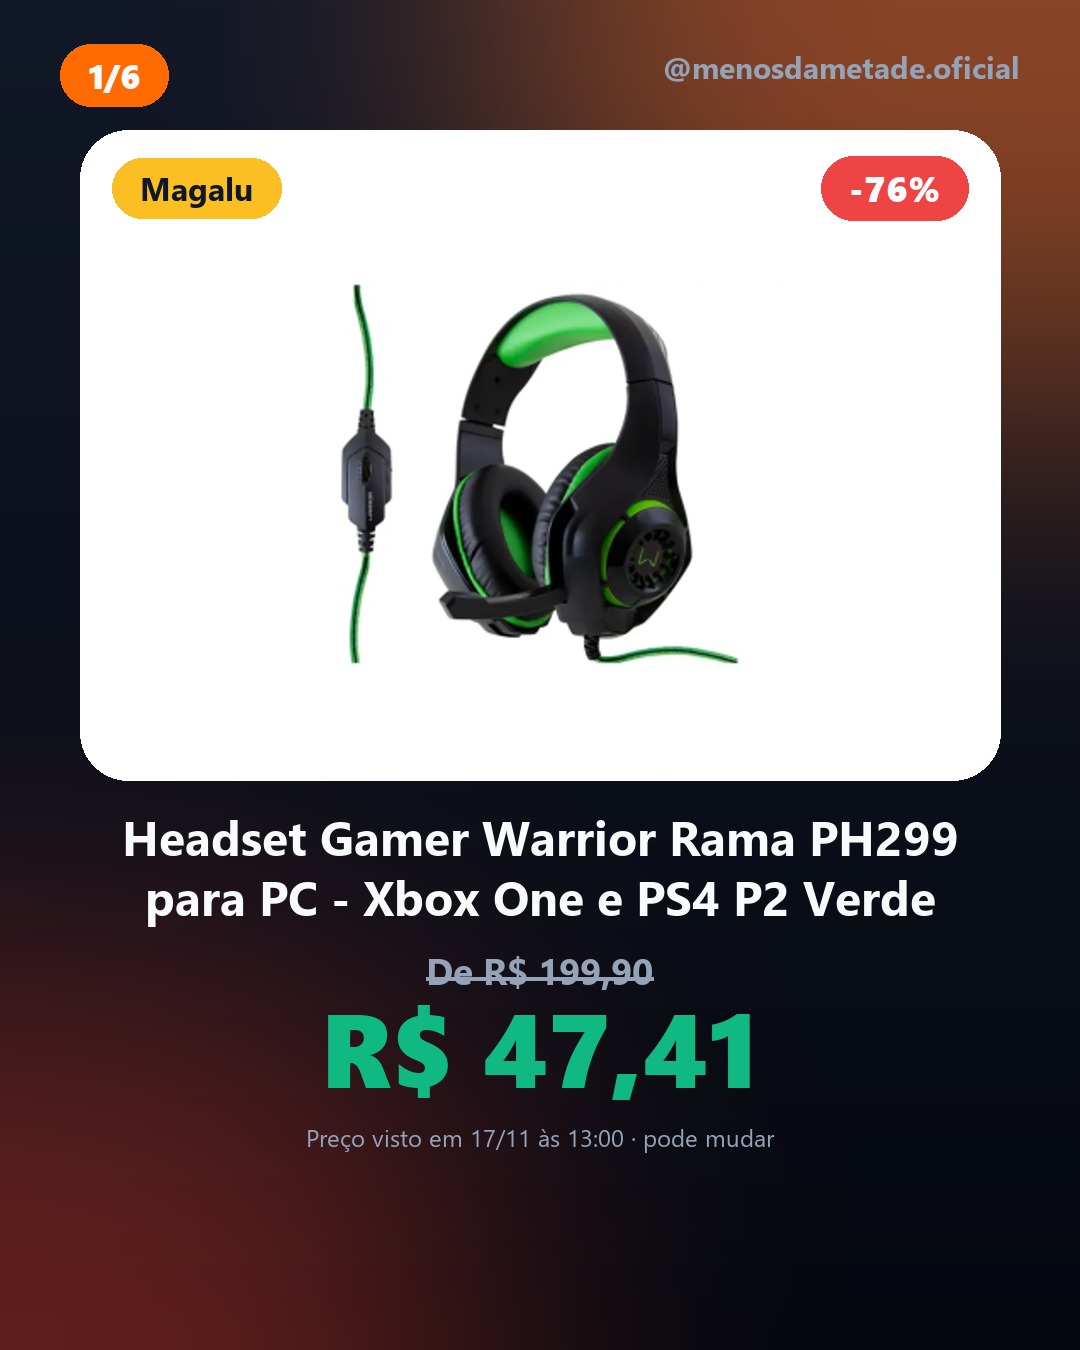 1/6
@menosdametade.oficial
Magalu
-76%
Headset Gamer Warrior Rama PH299
para PC - Xbox One e PS4 P2 Verde
De R$ 199,90
R$ 47,41
Preço visto em 17/11 às 13:00 · pode mudar